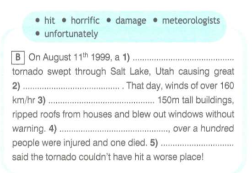 • hit • horrific • damage • meteorologists
• unfortunately
B On August 11th 1999, a 1) ..............................
tornado swept through Salt Lake, Utah causing great
2) .............................. . That day, winds of over 160
km/hr 3) .............................. 150m tall buildings,
ripped roofs from houses and blew out windows without
warning. 4) .............................., over a hundred
people were injured and one died. 5) ..............................
said the tornado couldn't have hit a worse place!